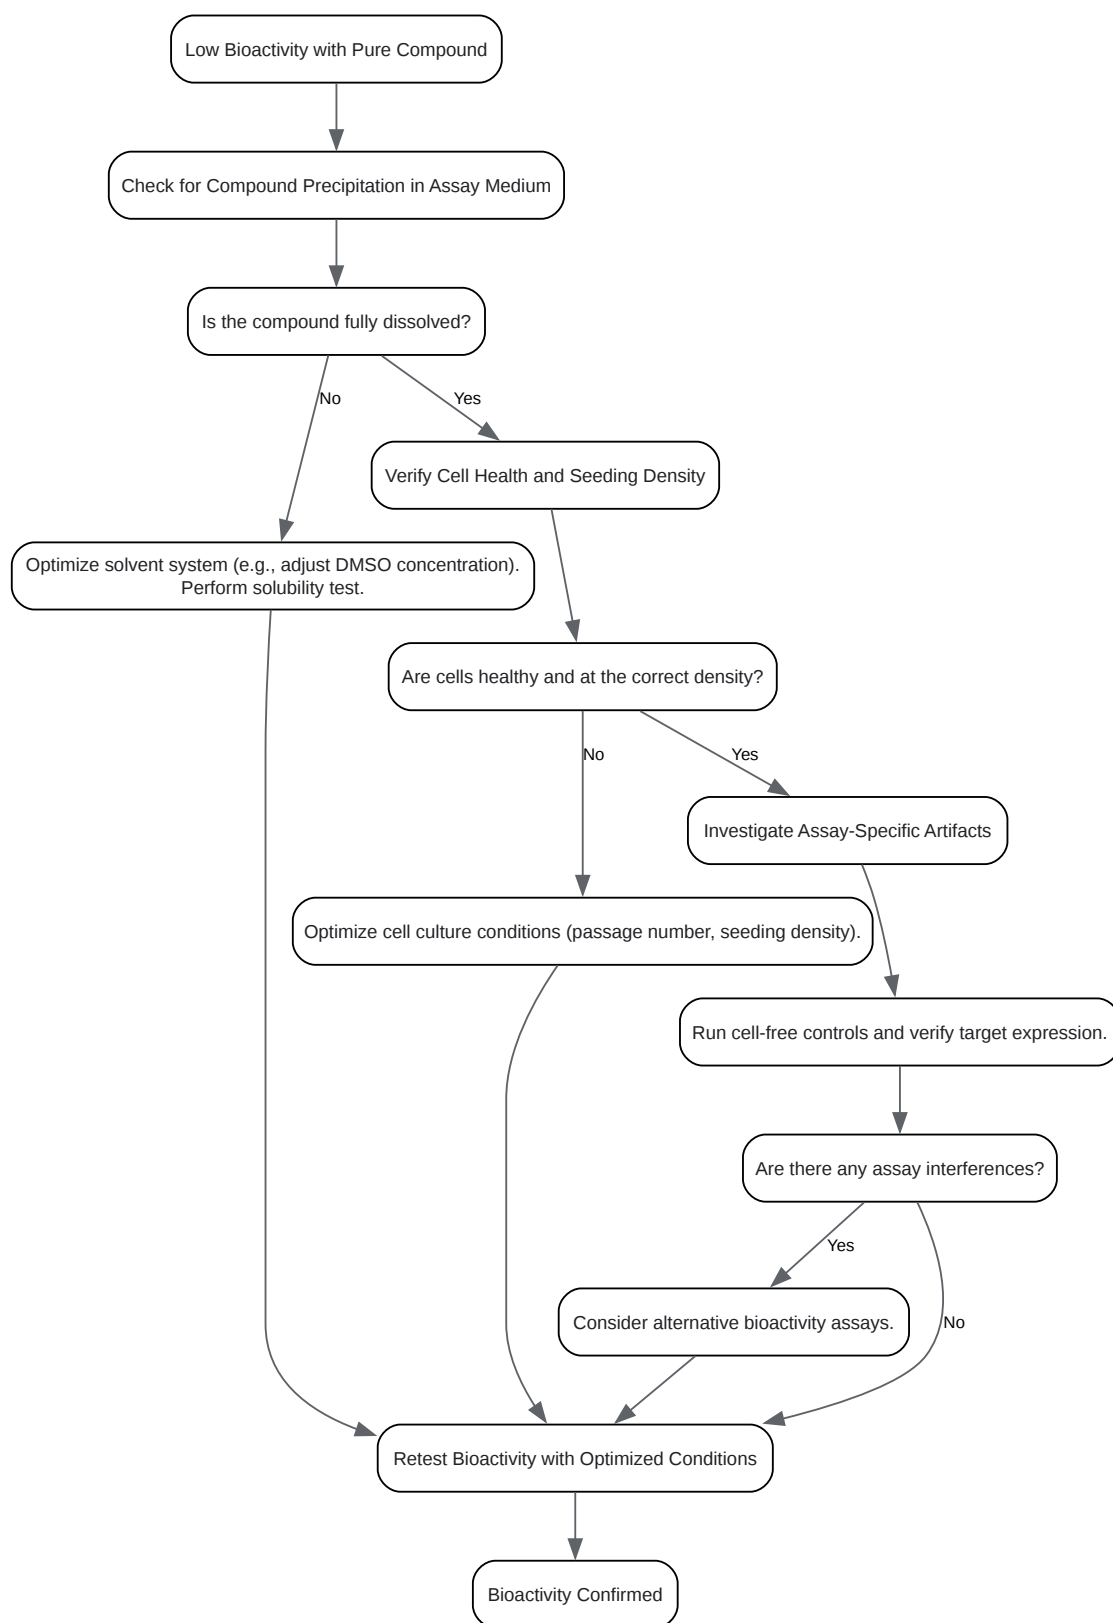 Low Bioactivity with Pure Compound
Check for Compound Precipitation in Assay Medium
Is the compound fully dissolved?
No
Yes
Verify Cell Health and Seeding Density
Optimize solvent system (e.g., adjust DMSO concentration).
Perform solubility test.
Are cells healthy and at the correct density?
No
Yes
Investigate Assay-Specific Artifacts
Optimize cell culture conditions (passage number, seeding density).
Run cell-free controls and verify target expression.
Are there any assay interferences?
Yes
Consider alternative bioactivity assays.
No
Retest Bioactivity with Optimized Conditions
Bioactivity Confirmed